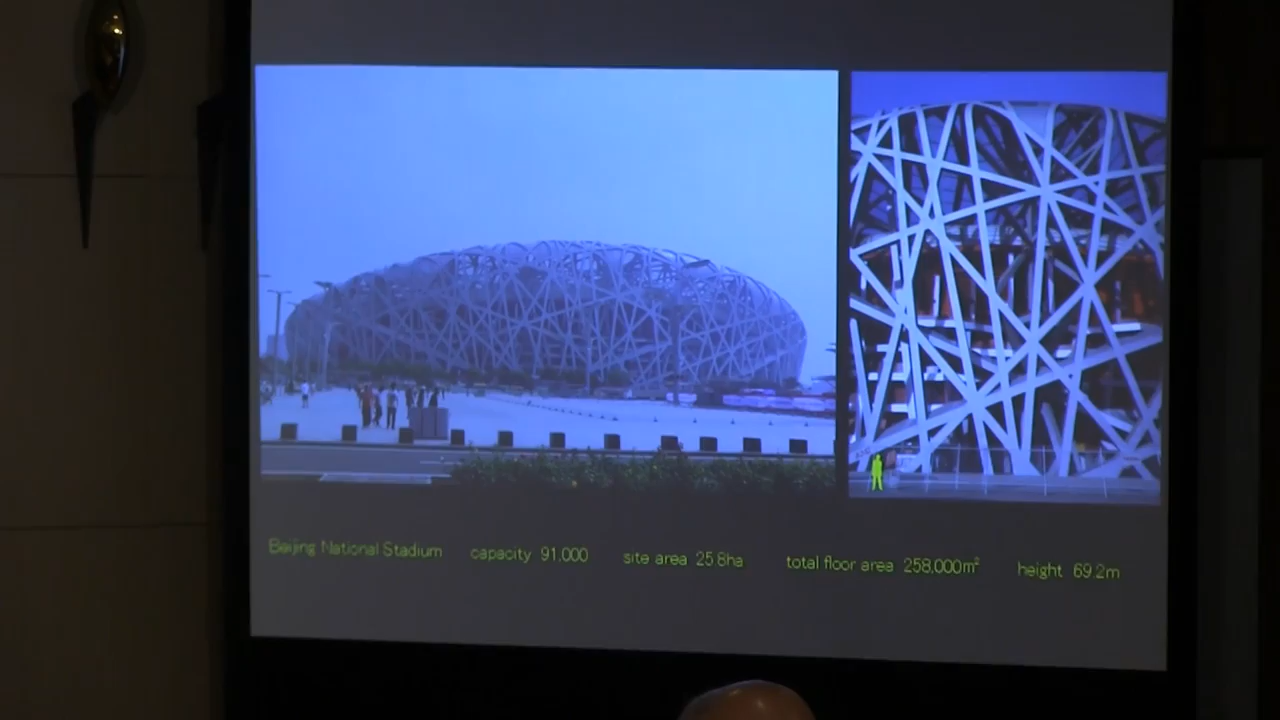 Beijing National Stadium capacity 91,000 site area 25.8ha total floor area 258,000m² height 69.2m